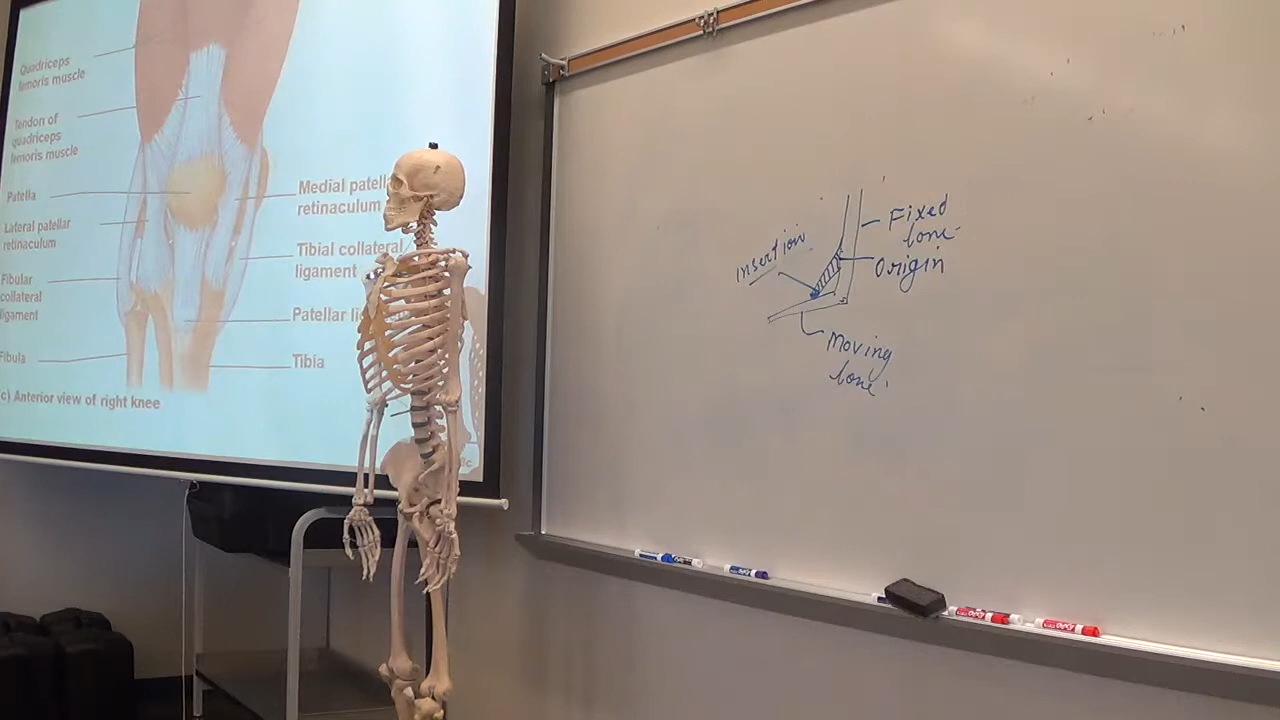 Quadriceps
femoris muscle
Tendon of
quadriceps
femoris muscle
Patella
Lateral patellar
retinaculum
Fibular
collateral
ligament
Fibula
Medial patell
retinaculum
Tibial collateral
ligament
Patellar li
Tibia
c) Anterior view of right knee
Insertion
Fixed
bone.
Origin
Moving
bone.
EXPO